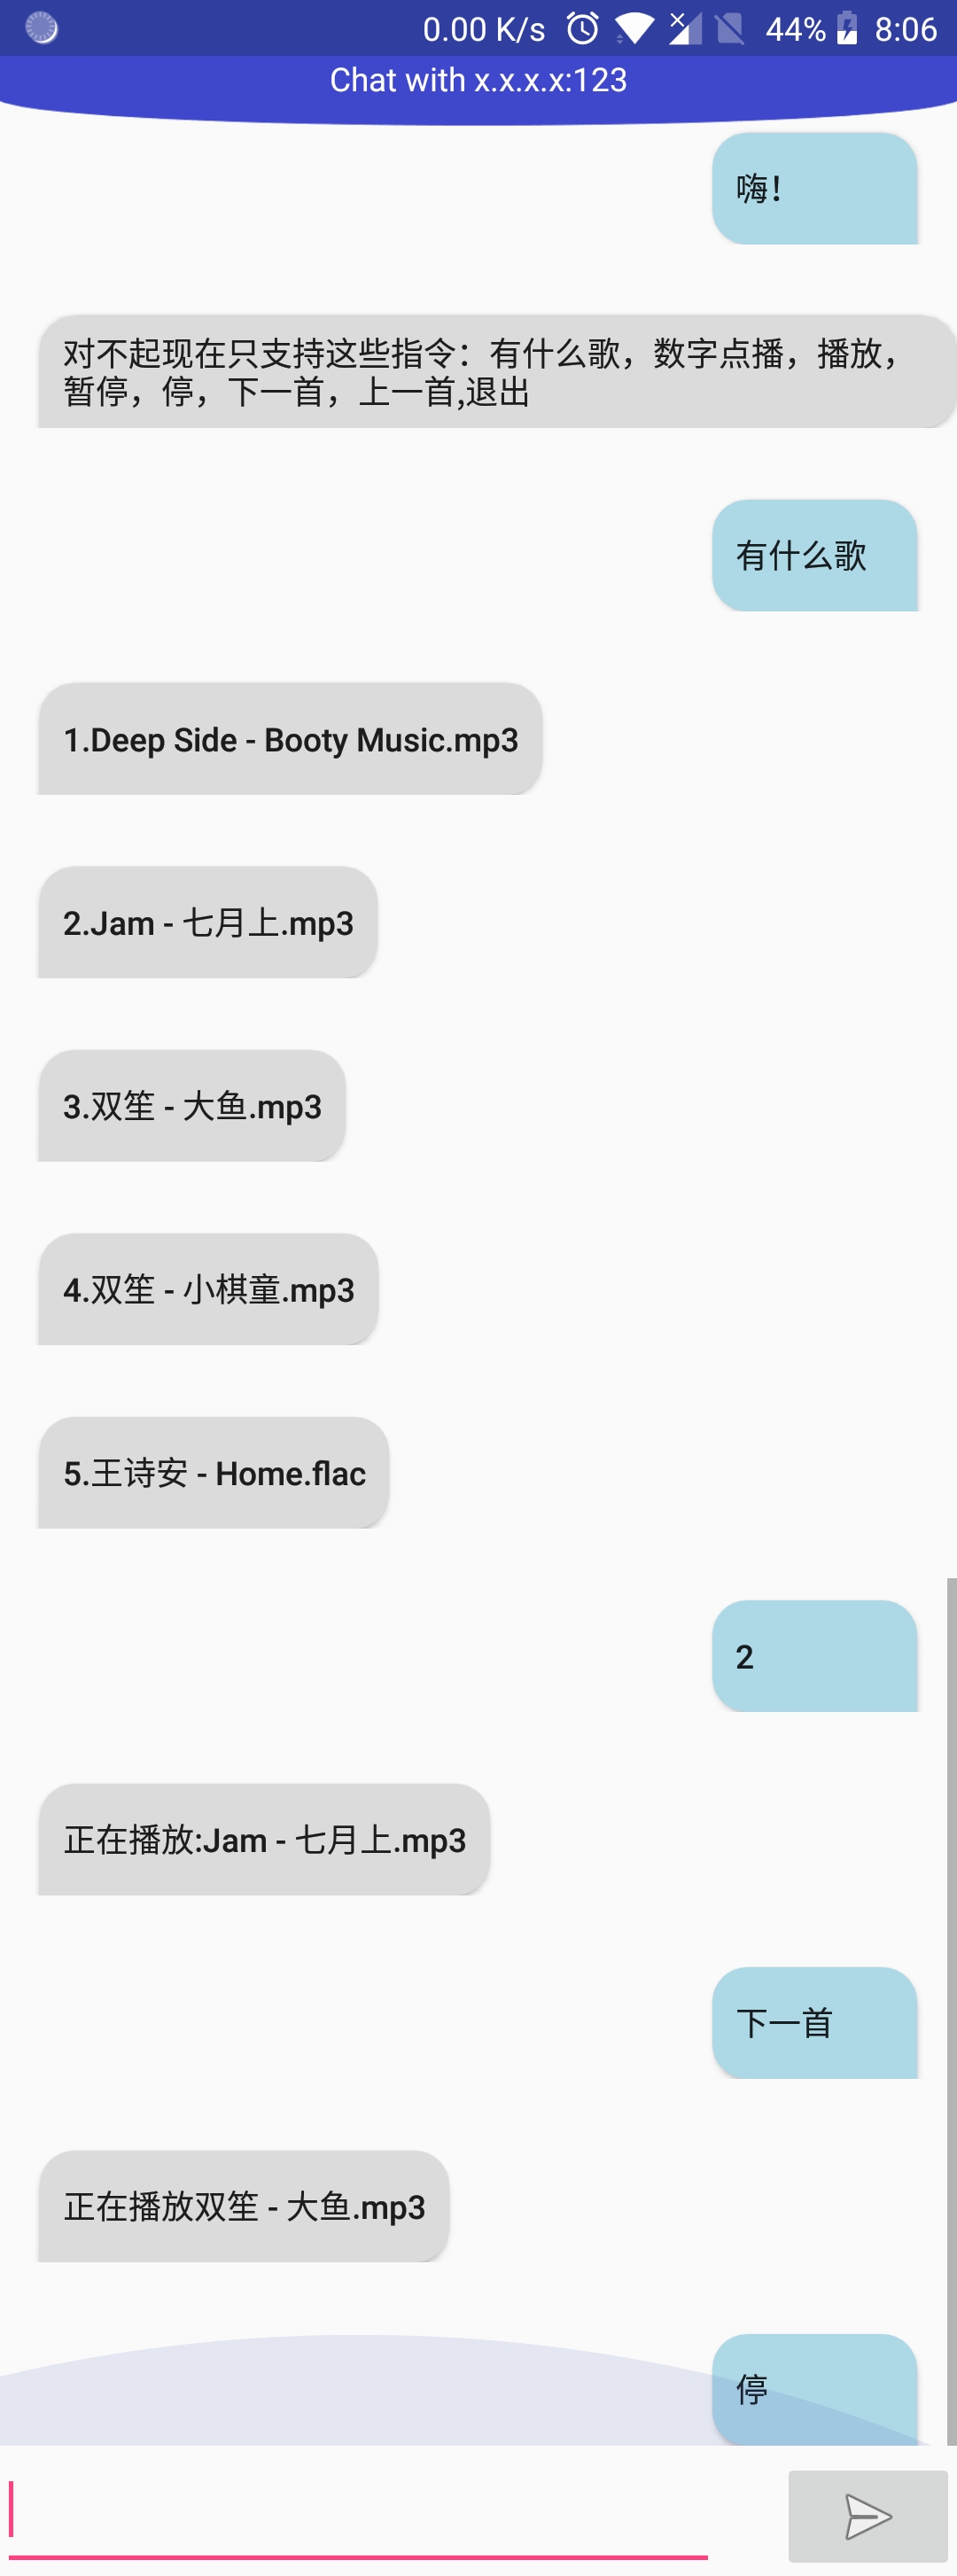 0.00 K/s 44% 8:06
Chat with x.x.x.x:123
嗨！
对不起现在只支持这些指令：有什么歌，数字点播，播放，
暂停，停，下一首，上一首,退出
有什么歌
1.Deep Side - Booty Music.mp3
2.Jam - 七月上.mp3
3.双笙 - 大鱼.mp3
4.双笙 - 小棋童.mp3
5.王诗安 - Home.flac
2
正在播放:Jam - 七月上.mp3
下一首
正在播放双笙 - 大鱼.mp3
停